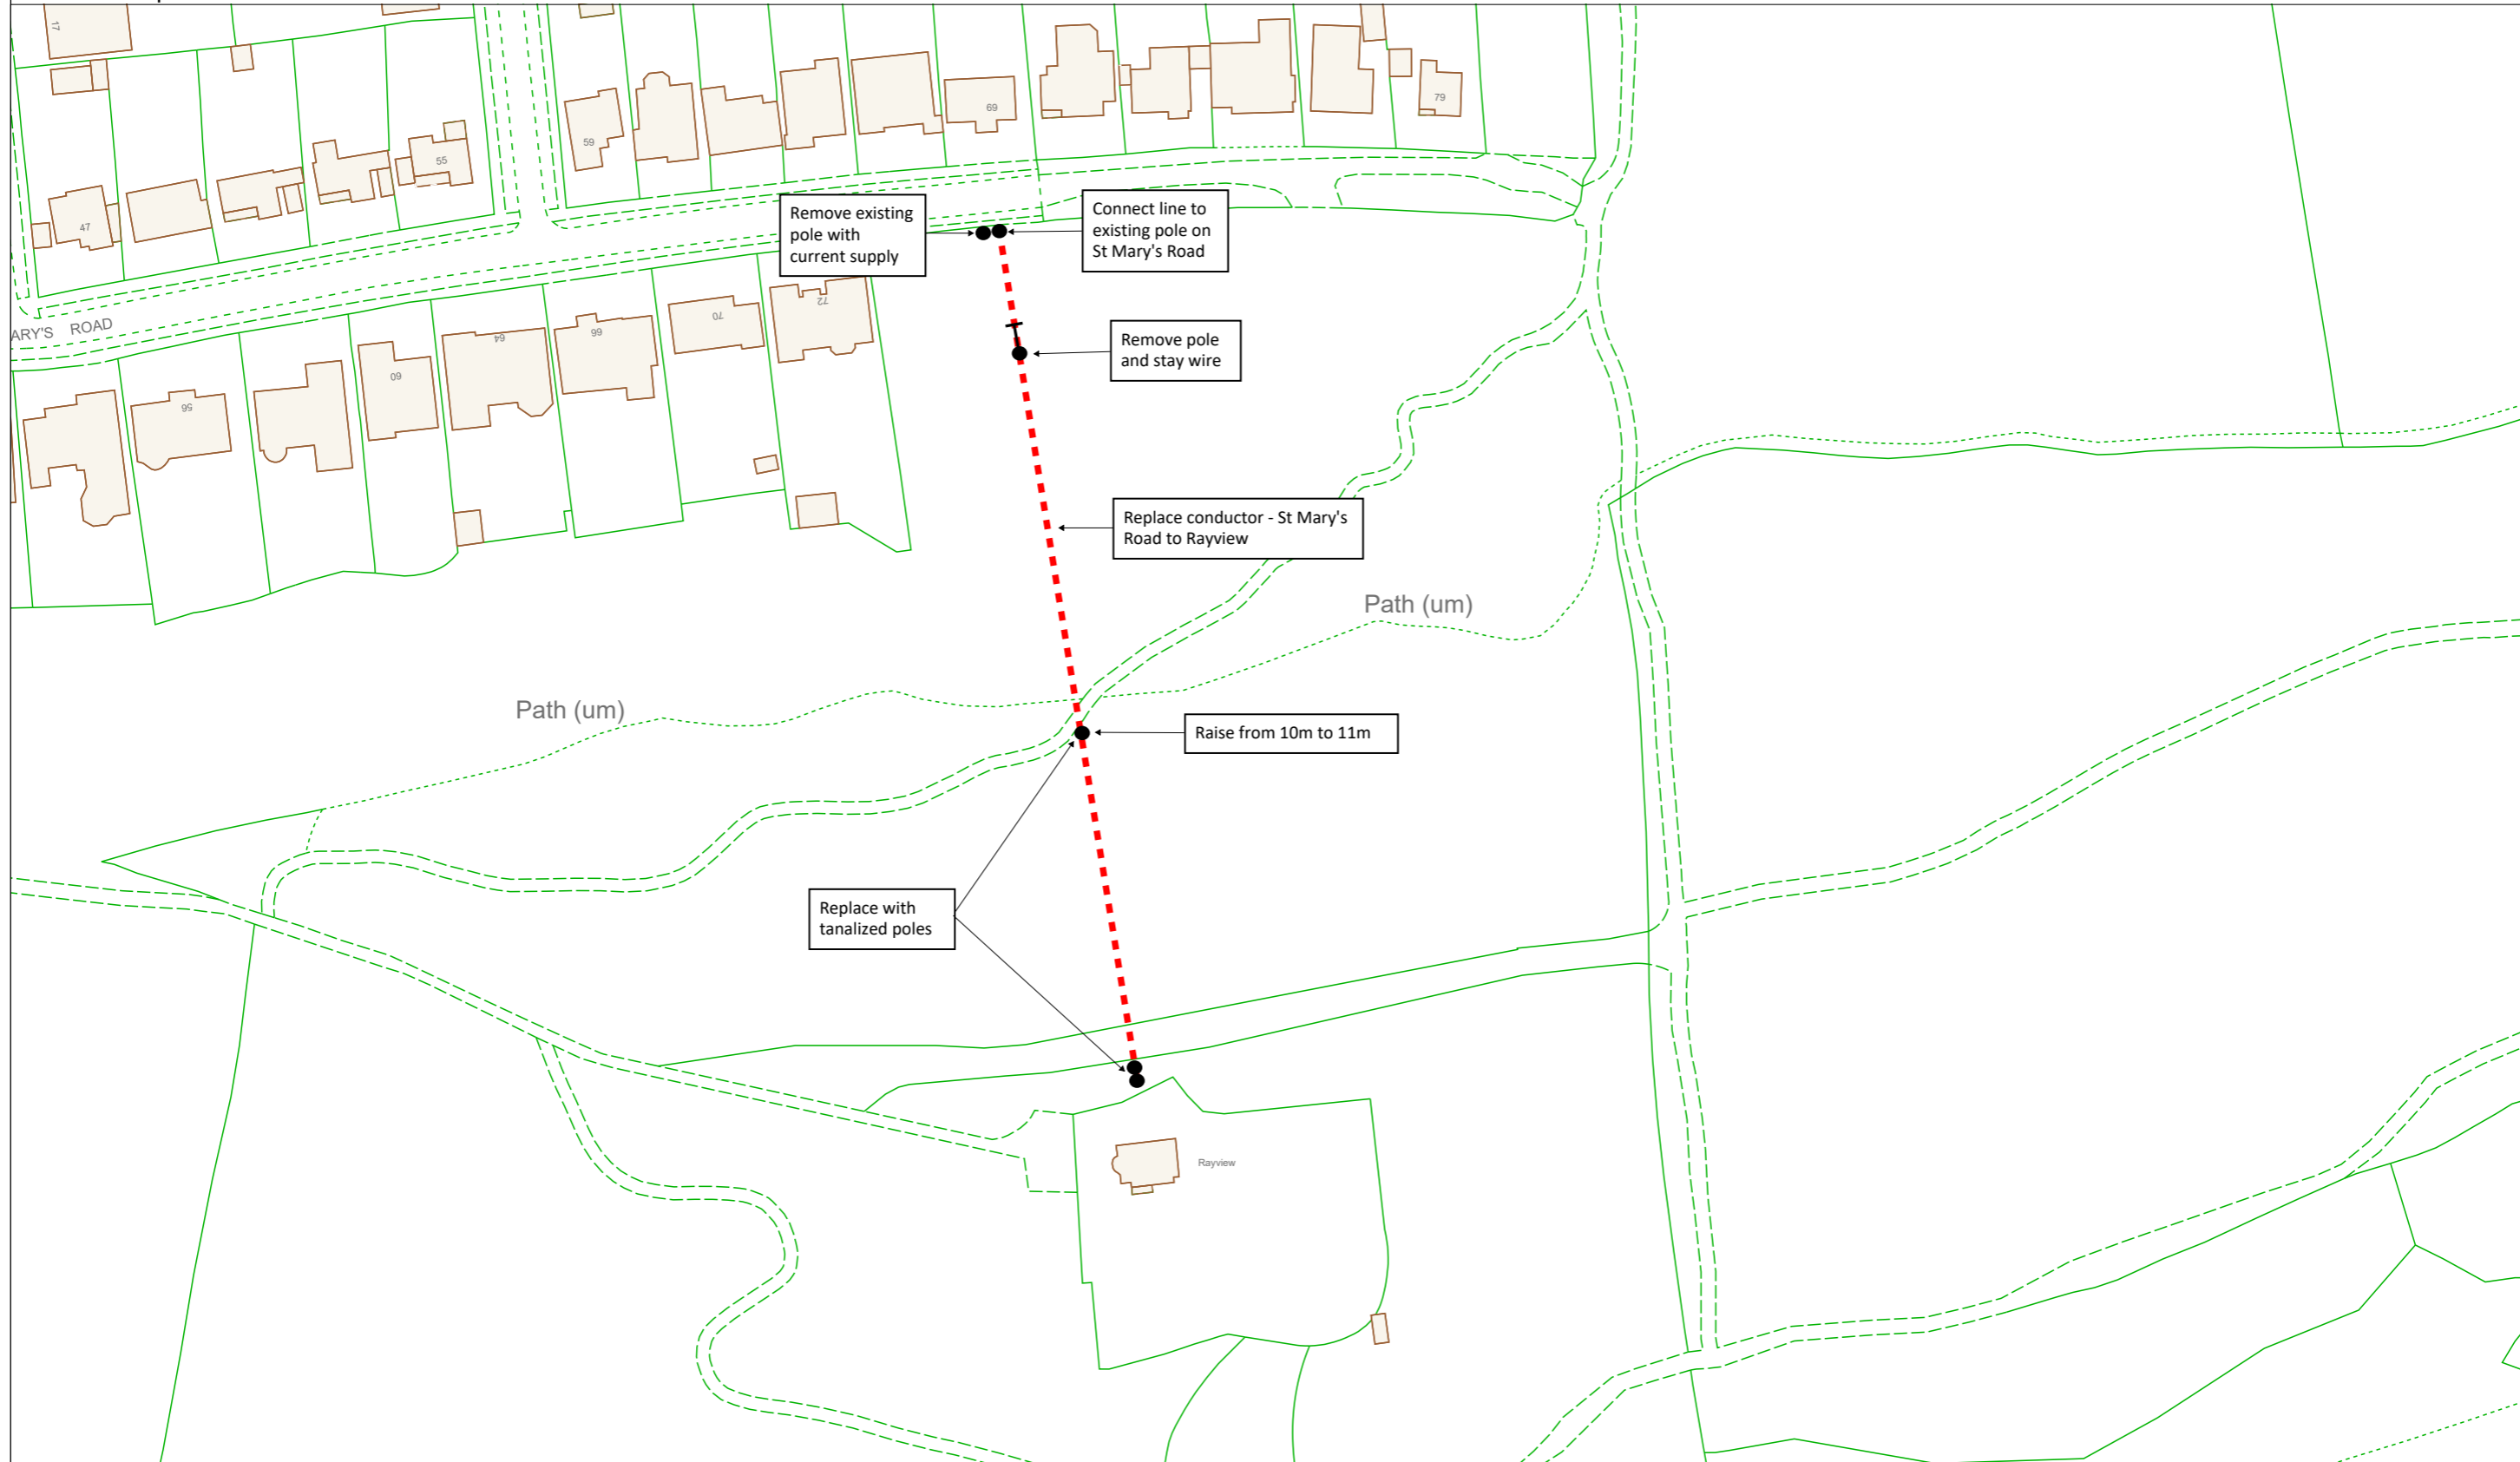 17
79
69
59
55
47
Remove existing
pole with
current supply
Connect line to
existing pole on
St Mary's Road
ARY'S ROAD
72
70
66
64
60
56
Remove pole
and stay wire
Replace conductor - St Mary's
Road to Rayview
Path (um)
Path (um)
Raise from 10m to 11m
Replace with
tanalized poles
Rayview